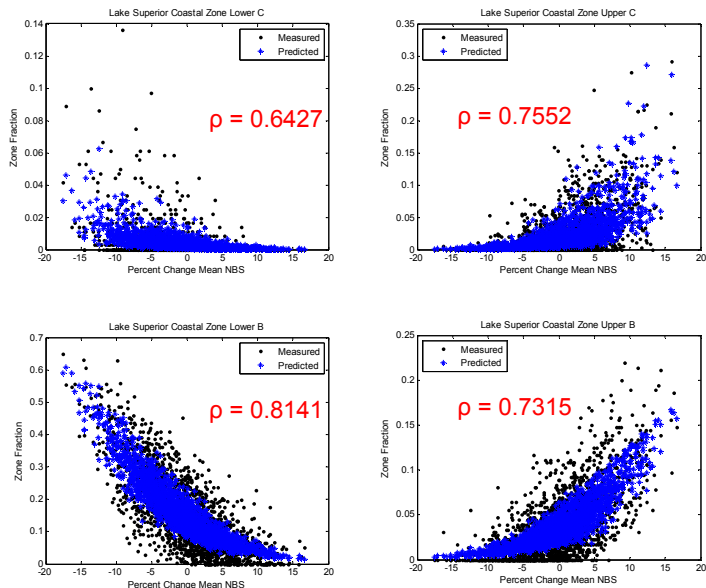 Lake Superior Coastal Zone Lower C
0.14
0.12
0.1
0.08
0.06
0.04
0.02
0
Zone Fraction
Measured
Predicted
ρ = 0.6427
-20 -15 -10 -5 0 5 10 15 20
Percent Change Mean NBS
Lake Superior Coastal Zone Upper C
0.35
0.3
0.25
0.2
0.15
0.1
0.05
0
Zone Fraction
Measured
Predicted
ρ = 0.7552
-20 -15 -10 -5 0 5 10 15 20
Percent Change Mean NBS
Lake Superior Coastal Zone Lower B
0.7
0.6
0.5
0.4
0.3
0.2
0.1
0
Zone Fraction
Measured
Predicted
ρ = 0.8141
-20 -15 -10 -5 0 5 10 15 20
Percent Change Mean NBS
Lake Superior Coastal Zone Upper B
0.25
0.2
0.15
0.1
0.05
0
Zone Fraction
Measured
Predicted
ρ = 0.7315
-20 -15 -10 -5 0 5 10 15 20
Percent Change Mean NBS